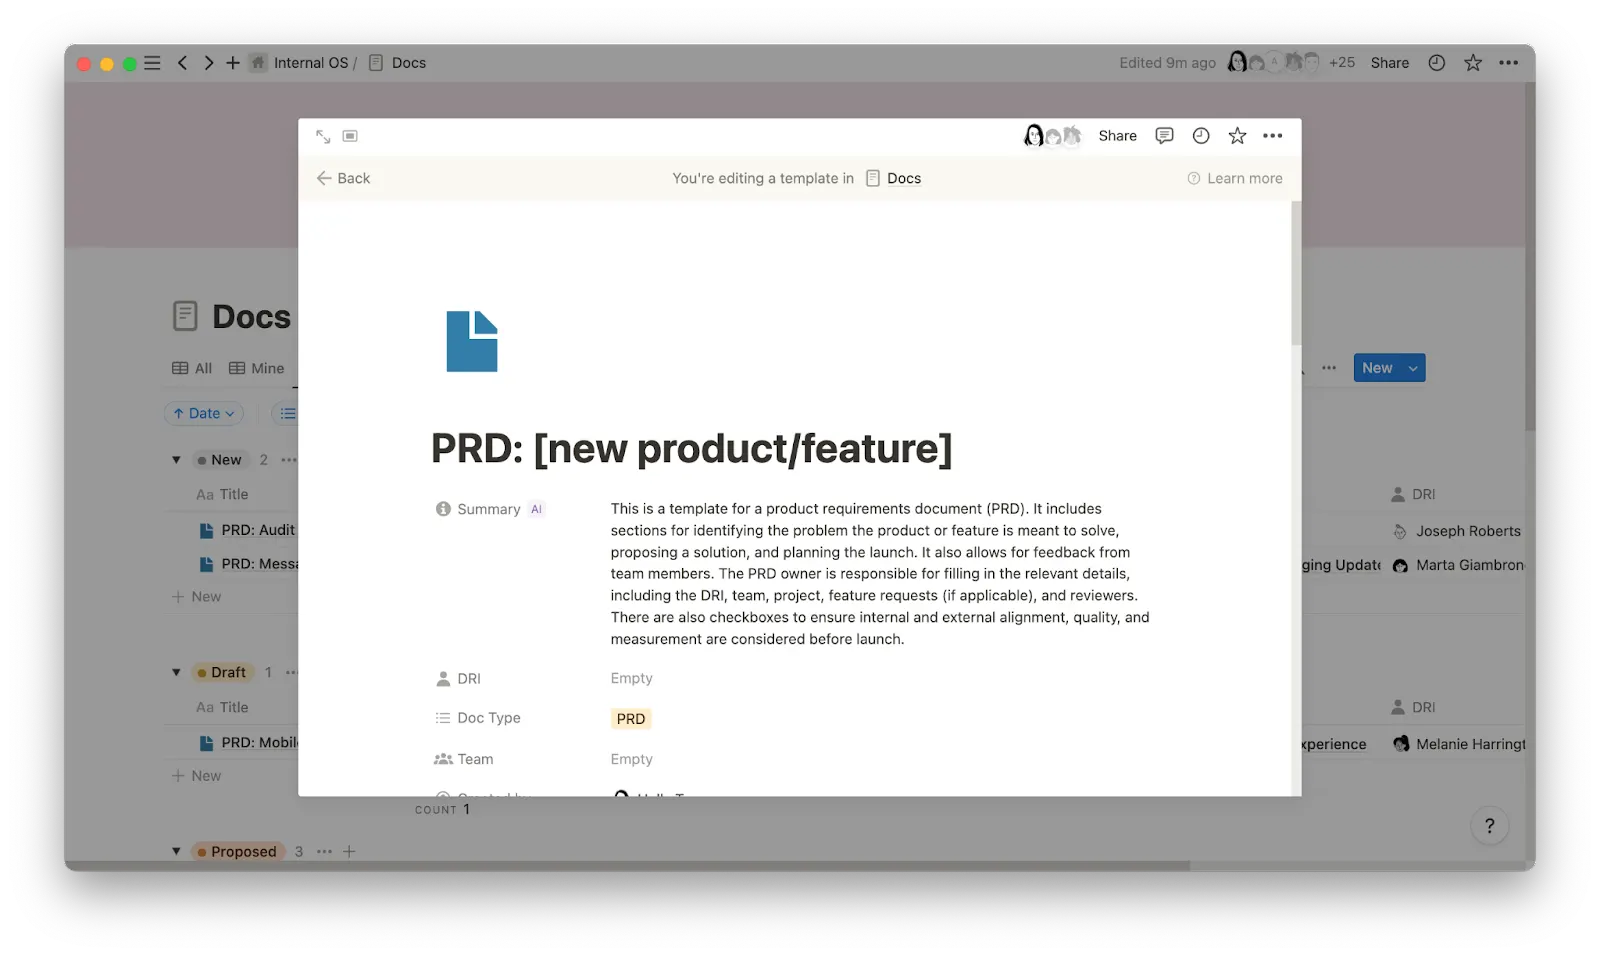 Internal OS / Docs
Edited 9m ago +25 Share
Share
Back
You're editing a template in Docs
Learn more
Docs
All Mine
New
Date
PRD: [new product/feature]
Summary AI
This is a template for a product requirements document (PRD). It includes
sections for identifying the problem the product or feature is meant to solve,
proposing a solution, and planning the launch. It also allows for feedback from
team members. The PRD owner is responsible for filling in the relevant details,
including the DRI, team, project, feature requests (if applicable), and reviewers.
There are also checkboxes to ensure internal and external alignment, quality, and
measurement are considered before launch.
DRI Empty
Doc Type PRD
Team Empty
New 2
Aa Title
DRI
PRD: Audit
Joseph Roberts
PRD: Messa
ging Update
Marta Giambron
+ New
Draft 1
Aa Title
DRI
PRD: Mobil
xperience
Melanie Harringt
+ New
COUNT 1
Proposed 3
?